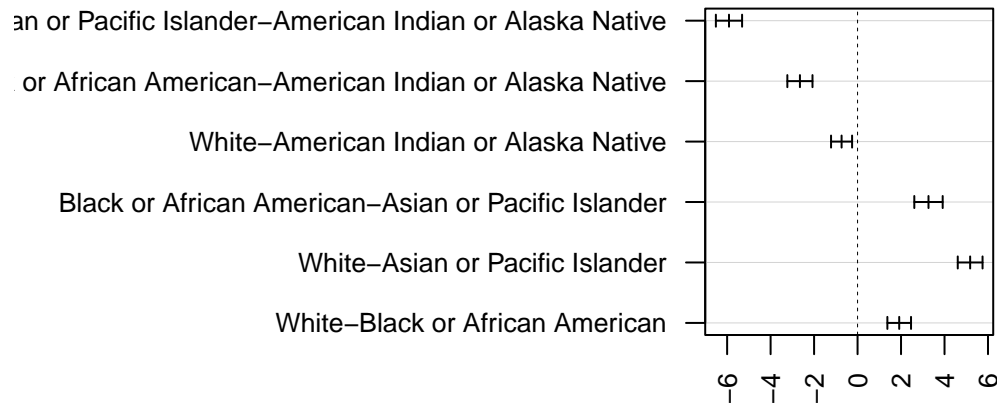 an or Pacific Islander–American Indian or Alaska Native
or African American–American Indian or Alaska Native
White–American Indian or Alaska Native
Black or African American–Asian or Pacific Islander
White–Asian or Pacific Islander
White–Black or African American
−6 −4 −2 0 2 4 6